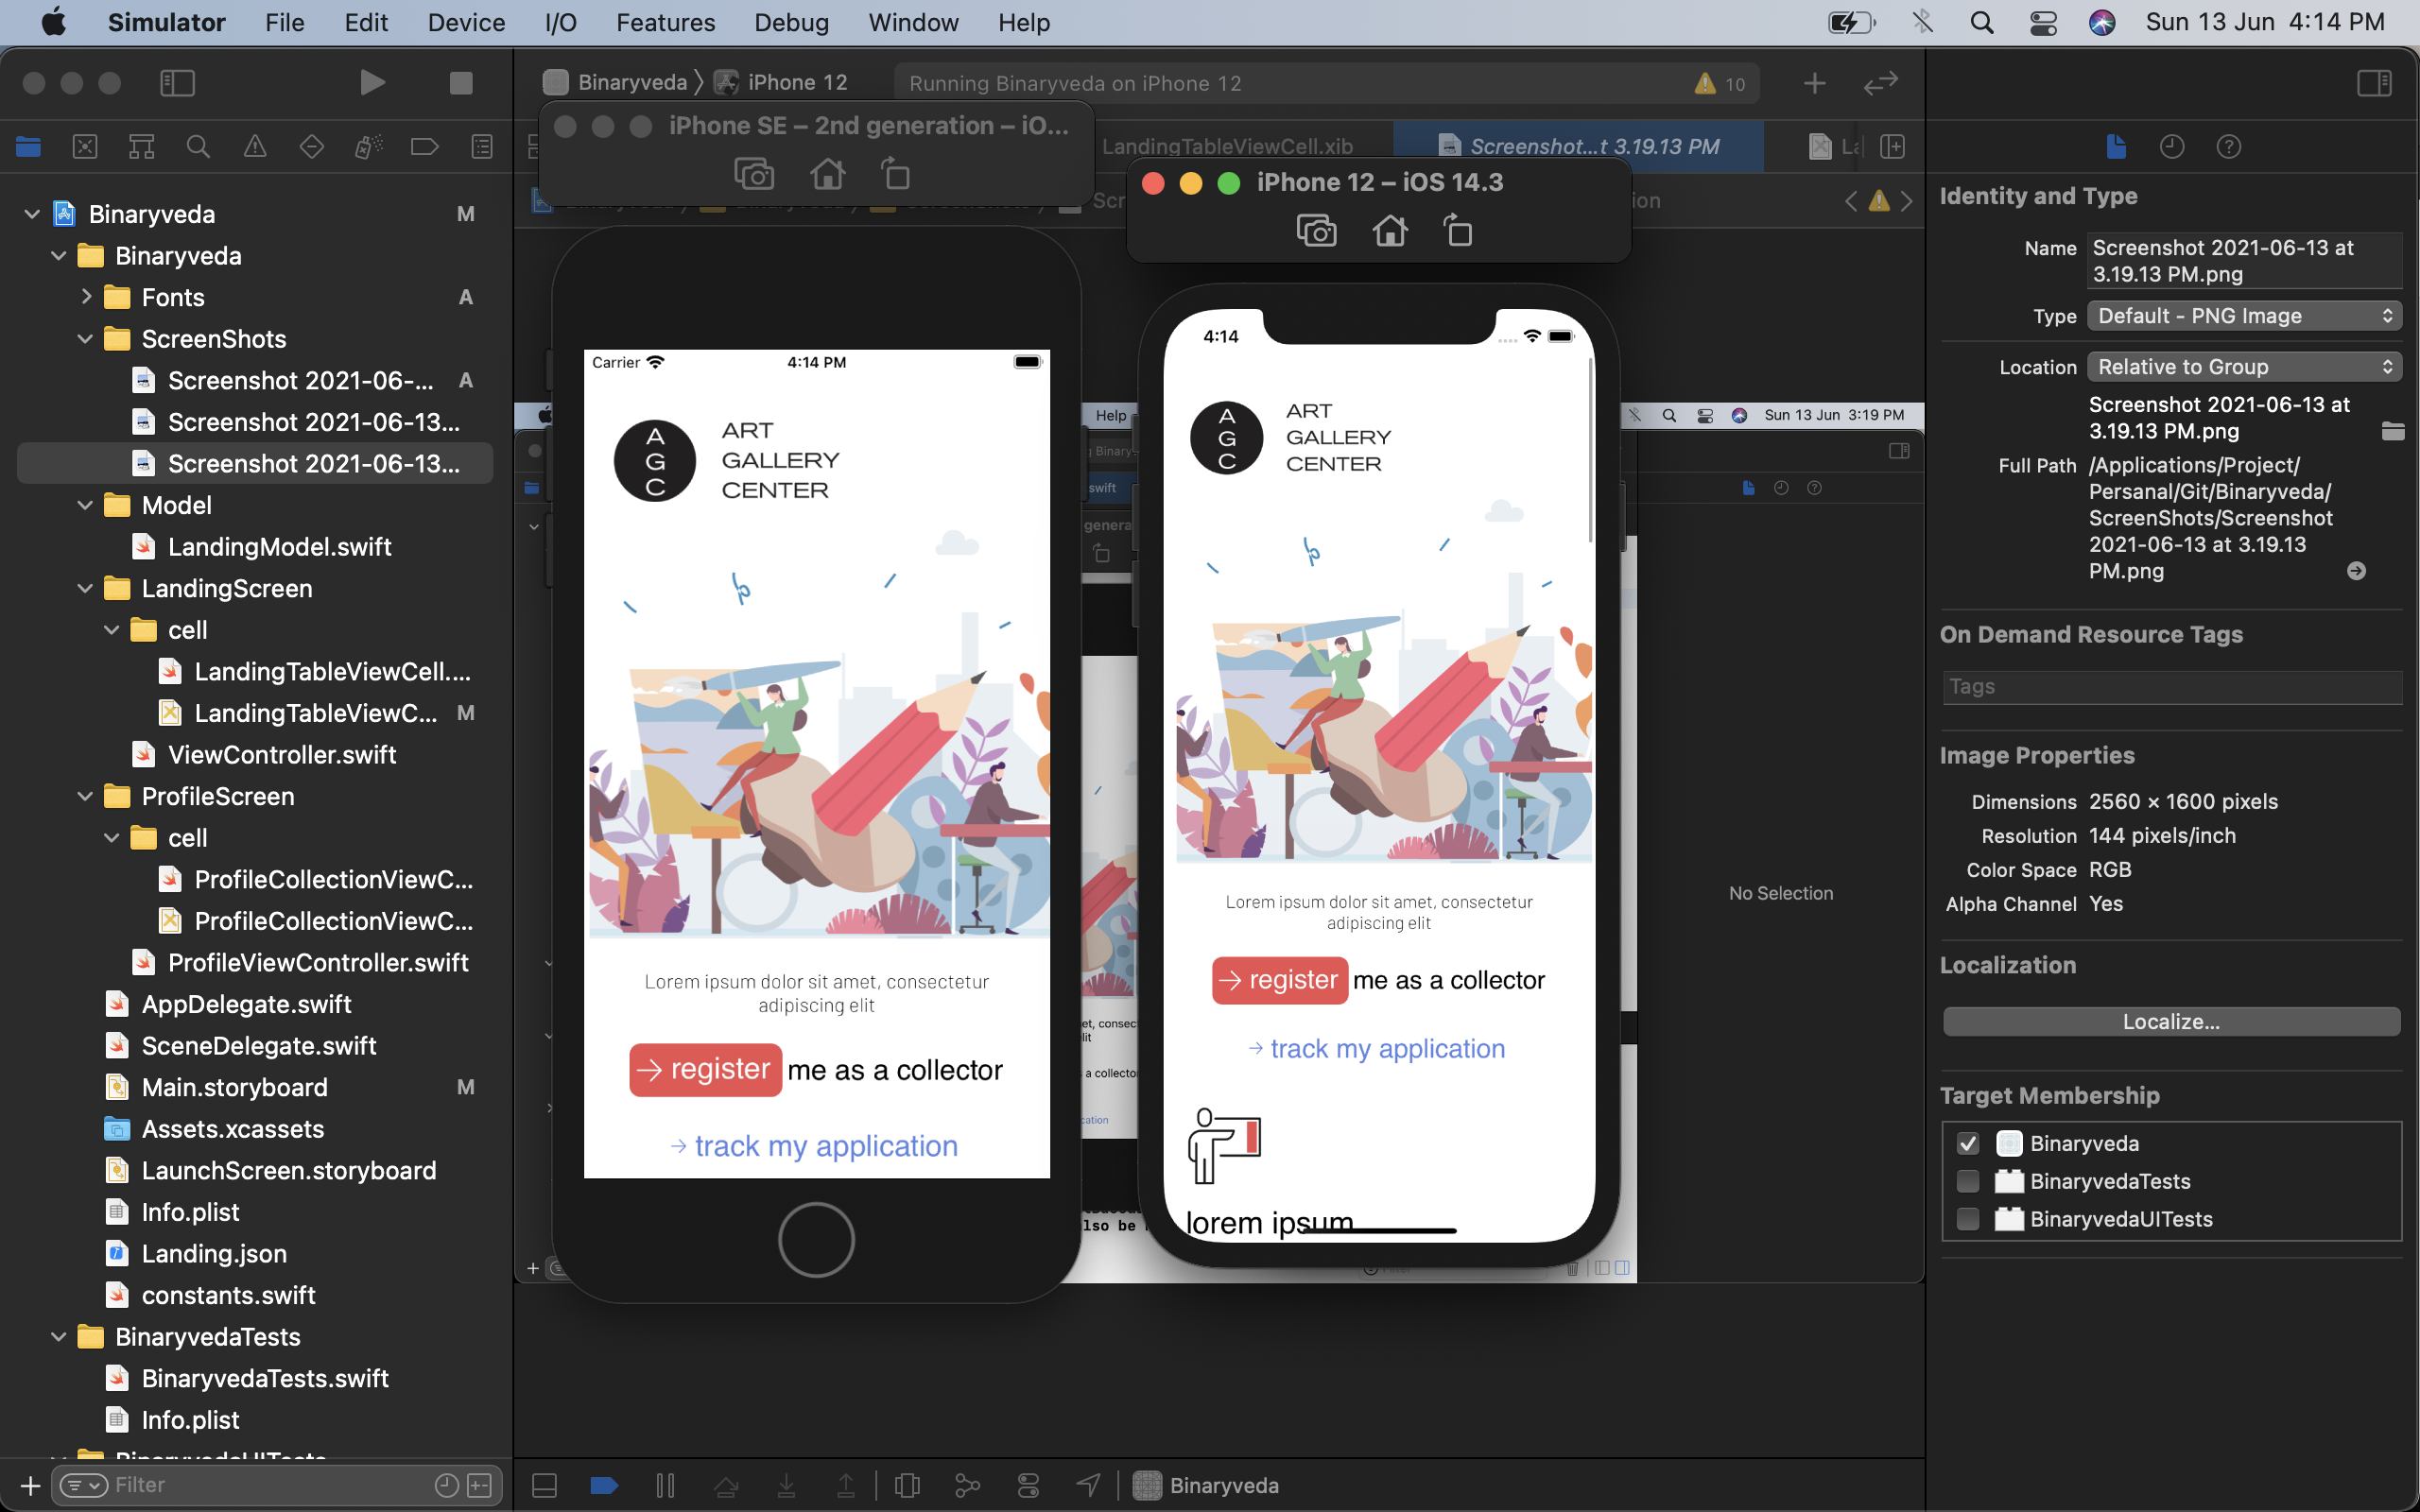 Simulator File Edit Device I/O Features Debug Window Help
Sun 13 Jun 4:14 PM
Binaryveda iPhone 12
Running Binaryveda on iPhone 12
10
LandingTableViewCell.xib
Screenshot...t 3.19.13 PM
iPhone SE – 2nd generation – iO...
iPhone 12 – iOS 14.3
Binaryveda M
Binaryveda
Fonts A
ScreenShots
Screenshot 2021-06-... A
Screenshot 2021-06-13...
Screenshot 2021-06-13...
Model
LandingModel.swift
LandingScreen
cell
LandingTableViewCell....
LandingTableViewC... M
ViewController.swift
ProfileScreen
cell
ProfileCollectionViewC...
ProfileCollectionViewC...
ProfileViewController.swift
AppDelegate.swift
SceneDelegate.swift
Main.storyboard M
Assets.xcassets
LaunchScreen.storyboard
Info.plist
Landing.json
constants.swift
BinaryvedaTests
BinaryvedaTests.swift
Info.plist
BinaryvedaUITests
Filter
Carrier 4:14 PM
A
G
C
ART
GALLERY
CENTER
Lorem ipsum dolor sit amet, consectetur
adipiscing elit
→ register me as a collector
→ track my application
Help
Sun 13 Jun 3:19 PM
swift
genera
a collector
lso be
4:14
A
G
C
ART
GALLERY
CENTER
Lorem ipsum dolor sit amet, consectetur
adipiscing elit
→ register me as a collector
→ track my application
lorem ipsum
No Selection
Binaryveda
Identity and Type
Name Screenshot 2021-06-13 at
3.19.13 PM.png
Type Default - PNG Image
Location Relative to Group
Screenshot 2021-06-13 at
3.19.13 PM.png
Full Path /Applications/Project/
Persanal/Git/Binaryveda/
ScreenShots/Screenshot
2021-06-13 at 3.19.13
PM.png
On Demand Resource Tags
Tags
Image Properties
Dimensions 2560 × 1600 pixels
Resolution 144 pixels/inch
Color Space RGB
Alpha Channel Yes
Localization
Localize...
Target Membership
Binaryveda
BinaryvedaTests
BinaryvedaUITests